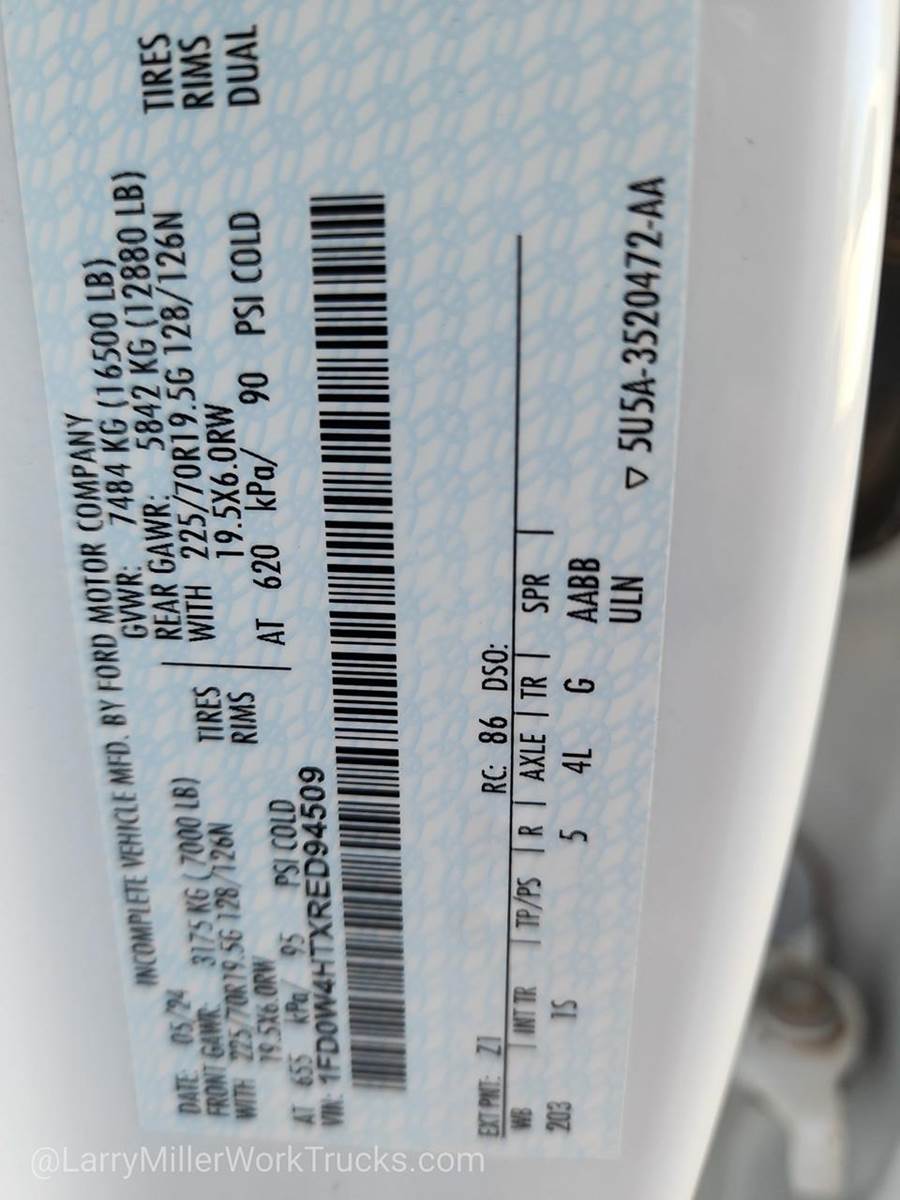 INCOMPLETE VEHICLE MFD. BY FORD MOTOR COMPANY
DATE: 05/24 GVWR: 7484 KG (16500 LB)
FRONT GAWR: 3175 KG (7000 LB) REAR GAWR: 5842 KG (12880 LB)
WITH 225/70R19.5G 128/126N TIRES WITH 225/70R19.5G 128/126N TIRES
19.5X6.0RW RIMS 19.5X6.0RW RIMS
AT 655 kPa/ 95 PSI COLD AT 620 kPa/ 90 PSI COLD DUAL
VIN: 1FD0W4HTXRED94509
EXT PNT: Z1 RC: 86 DSO:
WB | INT TR | TP/PS | R | AXLE | TR | SPR |
203 1S 5 4L G AABB
ULN
▽ 5U5A-3520472-AA
@LarryMillerWorkTrucks.com